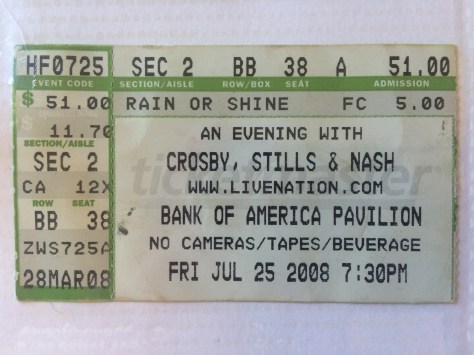 HF0725 SEC 2 BB 38 A 51.00
EVENT CODE SECTION/AISLE ROW/BOX SEAT ADMISSION
$ 51.00 RAIN OR SHINE FC 5.00
11.70 AN EVENING WITH
SECTION/AISLE
SEC 2 CROSBY, STILLS & NASH
CA 12X WWW.LIVENATION.COM
ROW SEAT
BB 38 BANK OF AMERICA PAVILION
ZWS725A NO CAMERAS/TAPES/BEVERAGE
28MAR08 FRI JUL 25 2008 7:30PM
ticketmaster